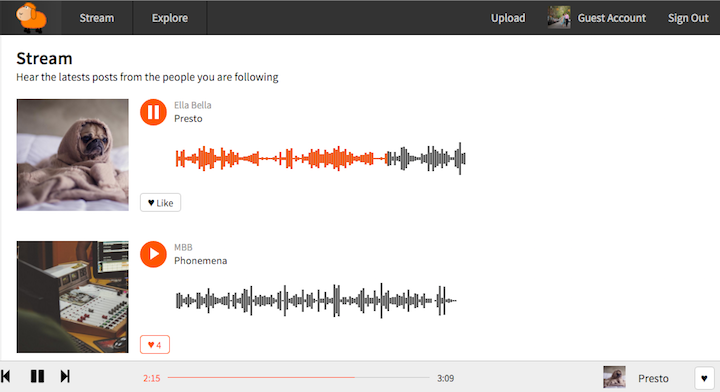 Stream
Explore
Upload
Guest Account
Sign Out
Stream
Hear the latests posts from the people you are following
Ella Bella
Presto
♥ Like
MBB
Phonemena
♥ 4
2:15
3:09
Presto
♥